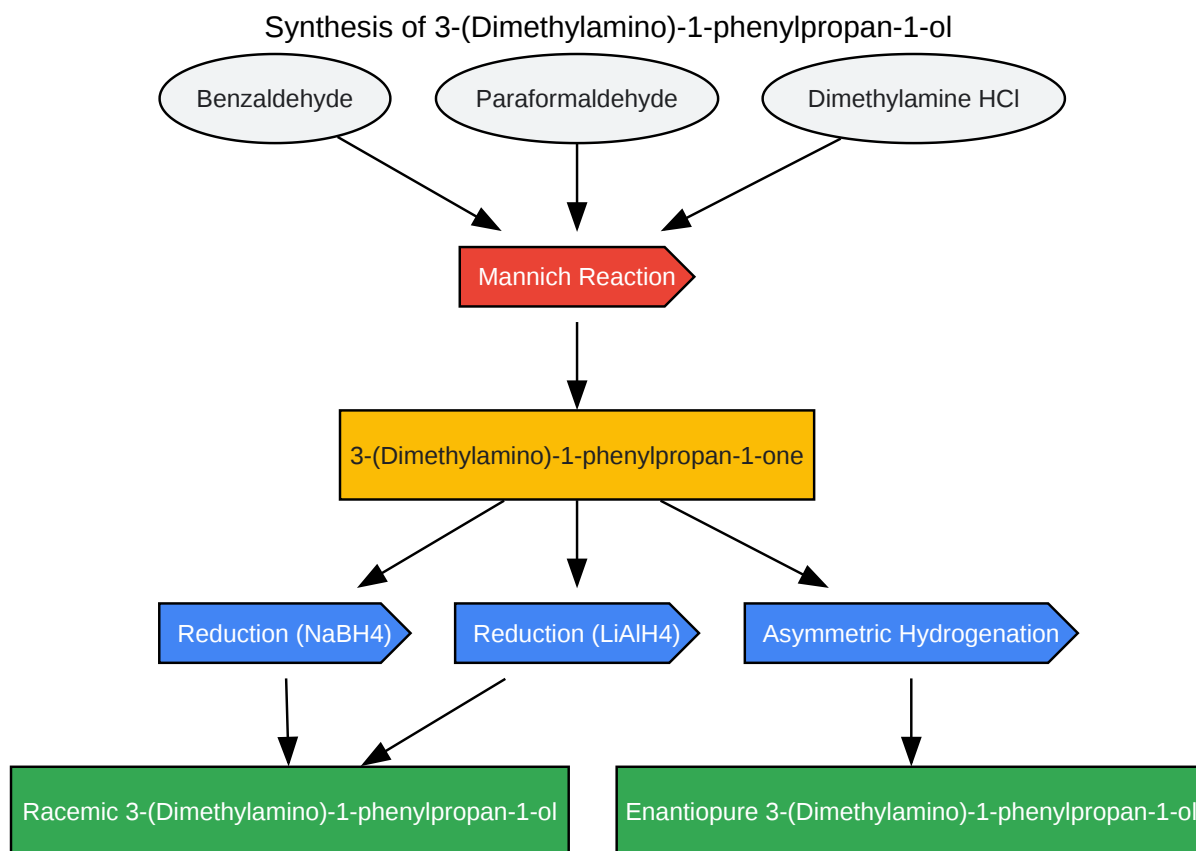 Synthesis of 3-(Dimethylamino)-1-phenylpropan-1-ol
Benzaldehyde
Paraformaldehyde
Dimethylamine HCl
Mannich Reaction
3-(Dimethylamino)-1-phenylpropan-1-one
Reduction (NaBH4)
Reduction (LiAlH4)
Asymmetric Hydrogenation
Racemic 3-(Dimethylamino)-1-phenylpropan-1-ol
Enantiopure 3-(Dimethylamino)-1-phenylpropan-1-ol